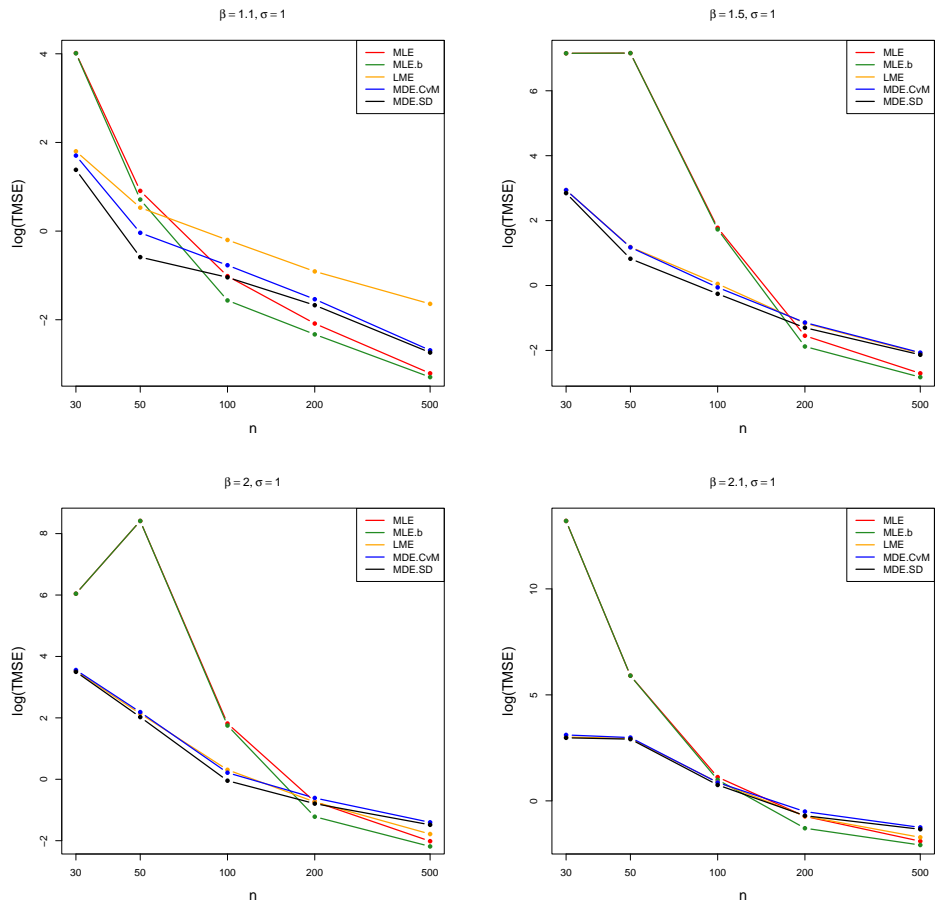 β = 1.1, σ = 1
log(TMSE)
4
2
0
−2
MLE
MLE.b
LME
MDE.CvM
MDE.SD
30 50 100 200 500
n
β = 1.5, σ = 1
log(TMSE)
6
4
2
0
−2
MLE
MLE.b
LME
MDE.CvM
MDE.SD
30 50 100 200 500
n
β = 2, σ = 1
log(TMSE)
8
6
4
2
0
−2
MLE
MLE.b
LME
MDE.CvM
MDE.SD
30 50 100 200 500
n
β = 2.1, σ = 1
log(TMSE)
10
5
0
MLE
MLE.b
LME
MDE.CvM
MDE.SD
30 50 100 200 500
n